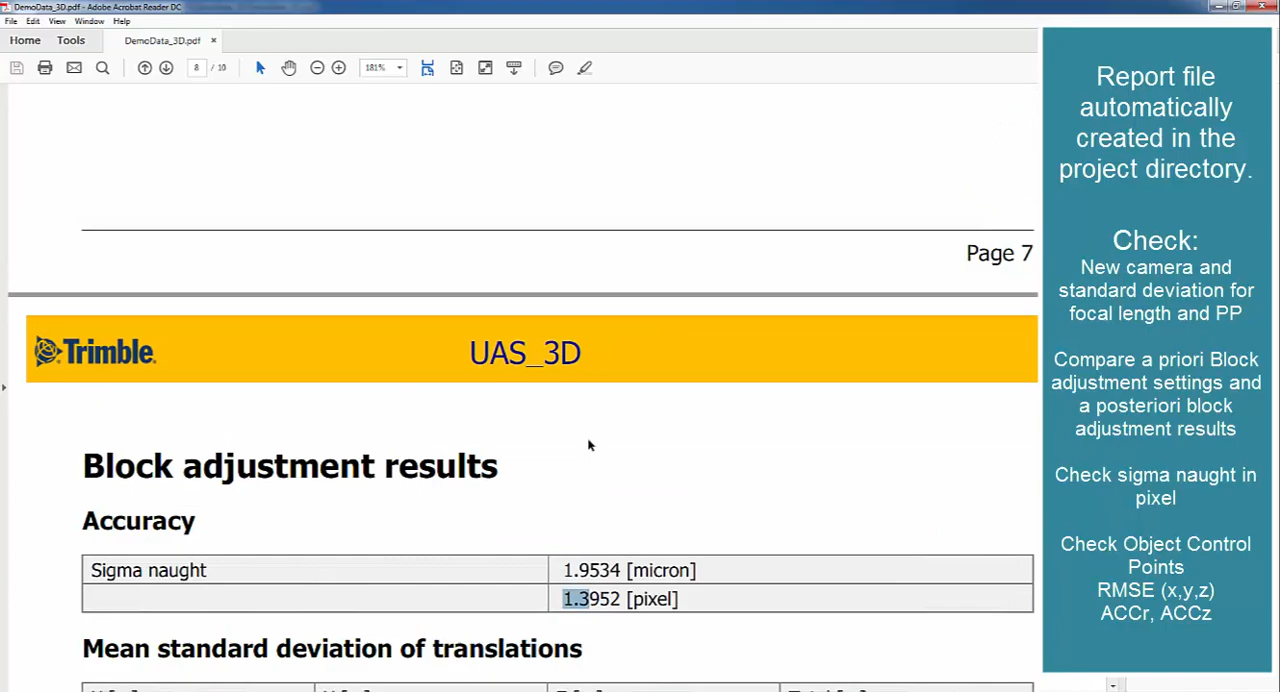 DemoData_3D.pdf - Adobe Acrobat Reader DC
File Edit View Window Help
Home Tools DemoData_3D.pdf ×
8 / 10 181%
Page 7
Trimble. UAS_3D
Block adjustment results
Accuracy
Sigma naught 1.9534 [micron]
1.3952 [pixel]
Mean standard deviation of translations
Report file
automatically
created in the
project directory.
Check:
New camera and
standard deviation for
focal length and PP
Compare a priori Block
adjustment settings and
a posteriori block
adjustment results
Check sigma naught in
pixel
Check Object Control
Points
RMSE (x,y,z)
ACCr, ACCz